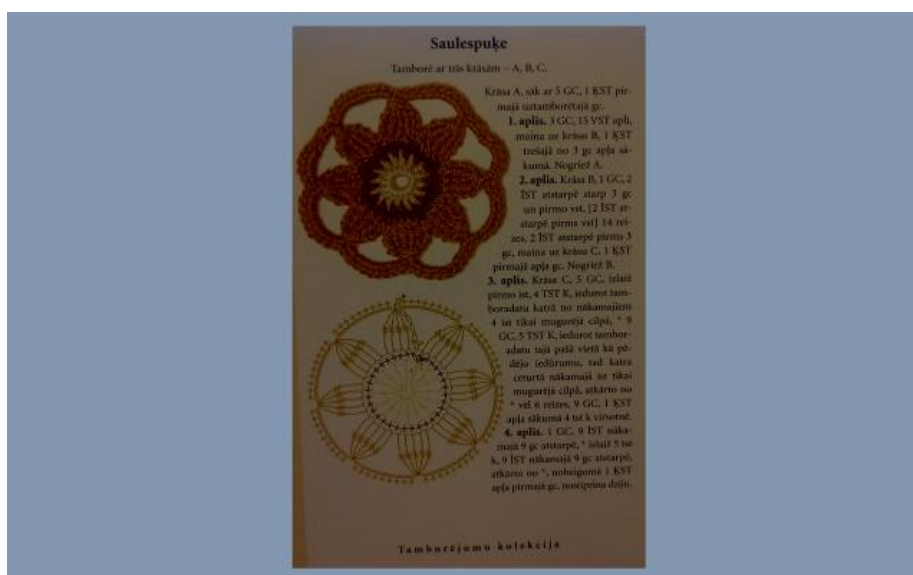 Saulespuķe
Tamborē ar trīs krāsām – A, B, C.
Krāsa A, sāk ar 5 GC, 1 ĶST pir-
majā uztamborētajā gc.
1. aplis. 3 GC, 15 VST aplī,
maina uz krāsu B, 1 ĶST
trešajā no 3 gc apļa sā-
kumā. Nogriež A.
2. aplis. Krāsa B, 1 GC, 2
ĪST atstarpē starp 3 gc
un pirmo vst, [2 ĪST at-
starpē pirms vst] 14 rei-
zes, 2 ĪST atstarpē pirms 3
gc, maina uz krāsu C, 1 ĶST
pirmajā apļa gc. Nogriež B.
3. aplis. Krāsa C, 5 GC, izlaiž
pirmo īst, 4 TST K, iedurot tam-
boradatu katrā no nākamajiem
4 īst tikai mugurējā cilpā, * 9
GC, 5 TST K, iedurot tambor-
adatu tajā pašā vietā kā pē-
dējo iedūrumu, tad katrā
ceturtā nākamajā īst tikai
mugurējā cilpā, atkārto no
* vēl 6 reizes, 9 GC, 1 ĶST
apļa sākumā 4 tst k virsotnē.
4. aplis. 1 GC, 9 ĪST nāka-
majā 9 gc atstarpē, * izlaiž 5 tst
k, 9 ĪST nākamajā 9 gc atstarpē,
atkārto no *, nobeigumā 1 ĶST
apļa pirmajā gc, nostiprina dziju.
Tamborējumu kolekcija